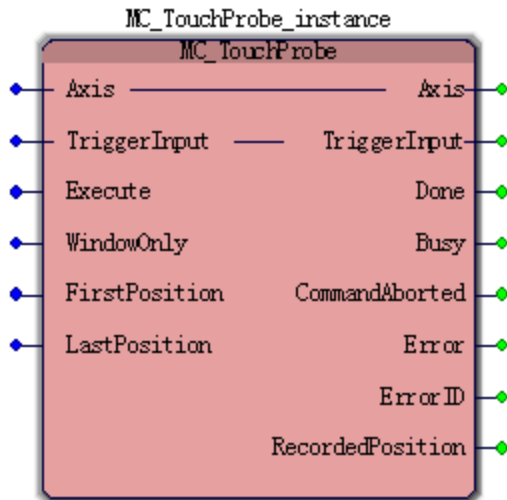 MC_TouchProbe_instance
MC_TouchProbe
Axis Axis
TriggerInput TriggerInput
Execute Done
WindowOnly Busy
FirstPosition CommandAborted
LastPosition Error
ErrorID
RecordedPosition